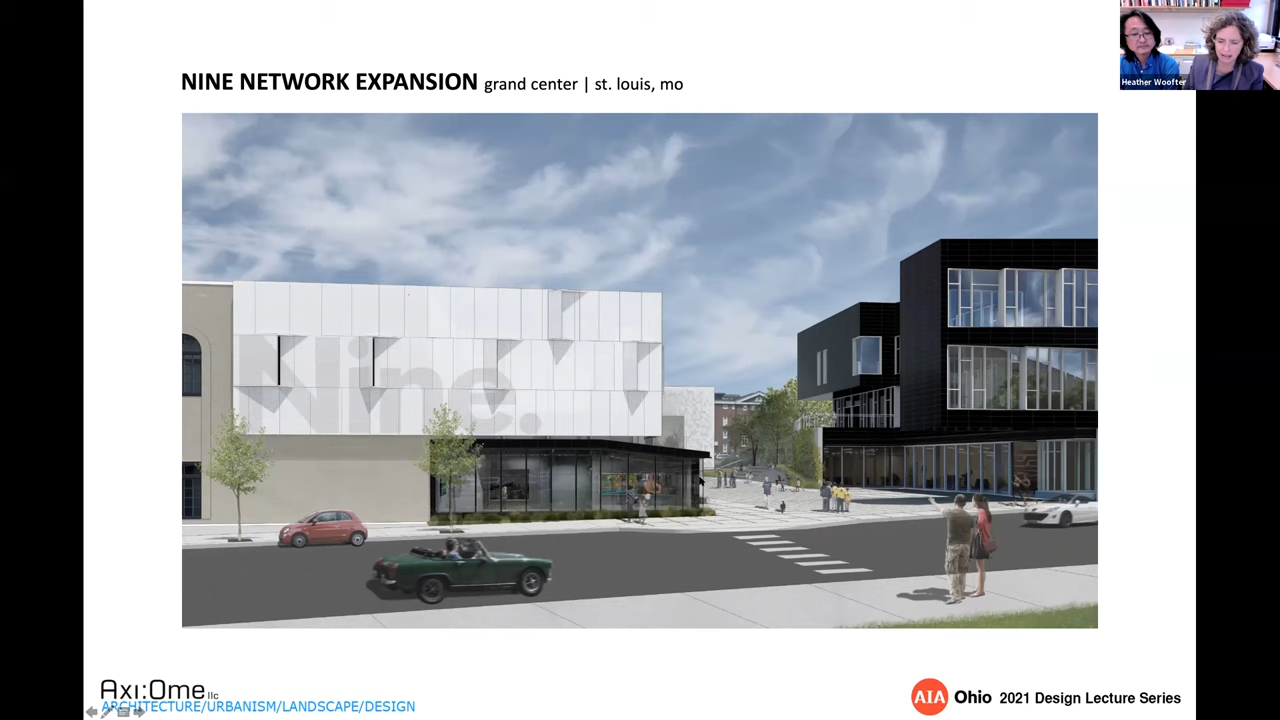 Heather Woofter
NINE NETWORK EXPANSION grand center | st. louis, mo
Nine.
Axi:Ome llc
ARCHITECTURE/URBANISM/LANDSCAPE/DESIGN
AIA Ohio 2021 Design Lecture Series